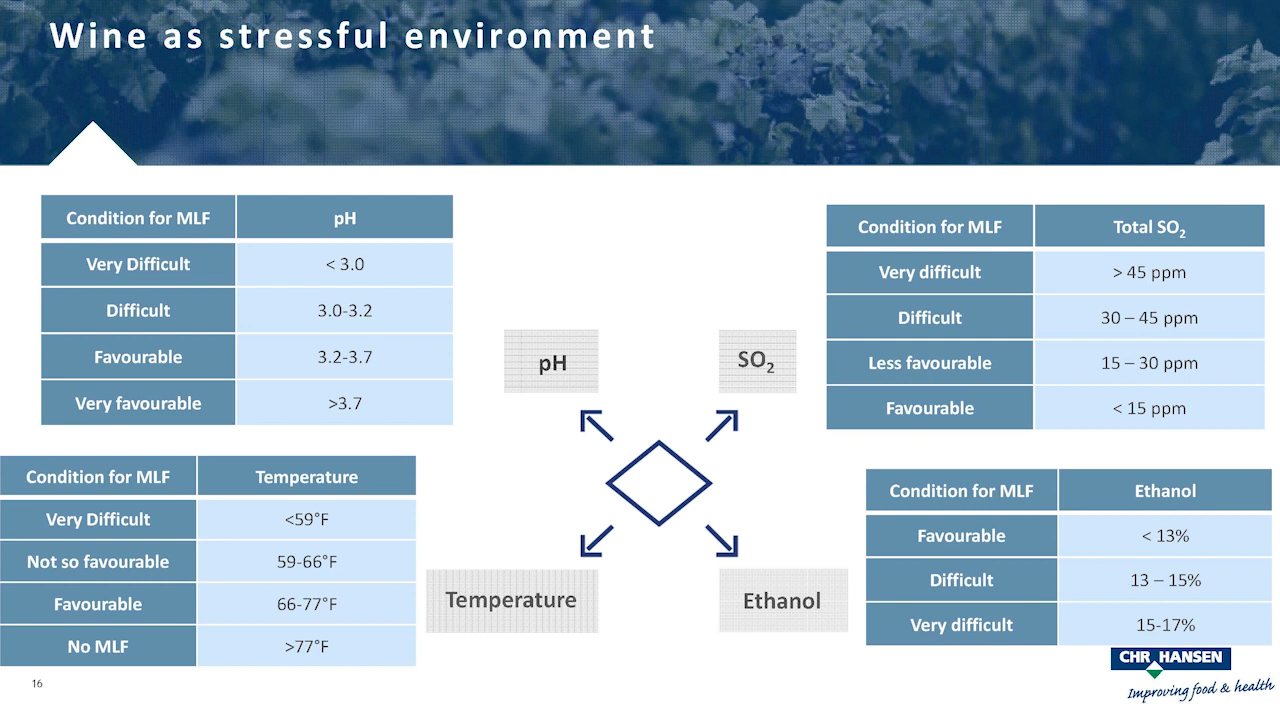 Wine as stressful environment
Condition for MLF pH
Very Difficult < 3.0
Difficult 3.0-3.2
Favourable 3.2-3.7
Very favourable >3.7
Condition for MLF Total SO2
Very difficult > 45 ppm
Difficult 30 – 45 ppm
Less favourable 15 – 30 ppm
Favourable < 15 ppm
pH
SO2
Condition for MLF Temperature
Very Difficult <59°F
Not so favourable 59-66°F
Favourable 66-77°F
No MLF >77°F
Temperature
Ethanol
Condition for MLF Ethanol
Favourable < 13%
Difficult 13 – 15%
Very difficult 15-17%
CHR HANSEN
Improving food & health
16